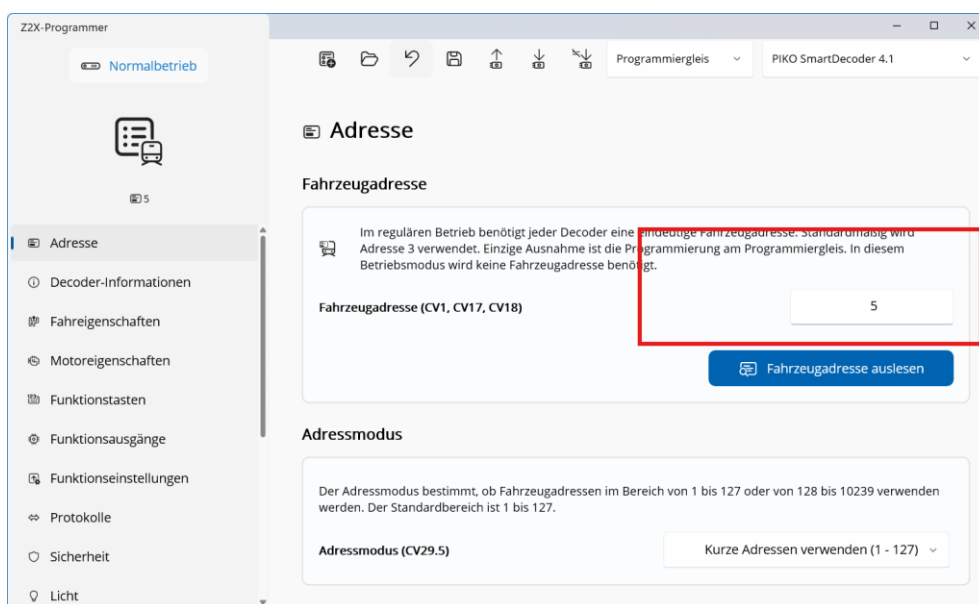 Z2X-Programmer
Normalbetrieb
Programmiergleis
PIKO SmartDecoder 4.1
5
Adresse
Decoder-Informationen
Fahreigenschaften
Motoreigenschaften
Funktionstasten
Funktionsausgänge
Funktionseinstellungen
Protokolle
Sicherheit
Licht
Adresse
Fahrzeugadresse
Im regulären Betrieb benötigt jeder Decoder eine eindeutige Fahrzeugadresse. Standardmäßig wird
Adresse 3 verwendet. Einzige Ausnahme ist die Programmierung am Programmiergleis. In diesem
Betriebsmodus wird keine Fahrzeugadresse benötigt.
Fahrzeugadresse (CV1, CV17, CV18)
5
Fahrzeugadresse auslesen
Adressmodus
Der Adressmodus bestimmt, ob Fahrzeugadressen im Bereich von 1 bis 127 oder von 128 bis 10239 verwenden
werden. Der Standardbereich ist 1 bis 127.
Adressmodus (CV29.5)
Kurze Adressen verwenden (1 - 127)